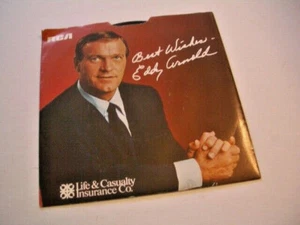 RCA
Best Wishes -
Eddy Arnold
Life & Casualty
Insurance Co.